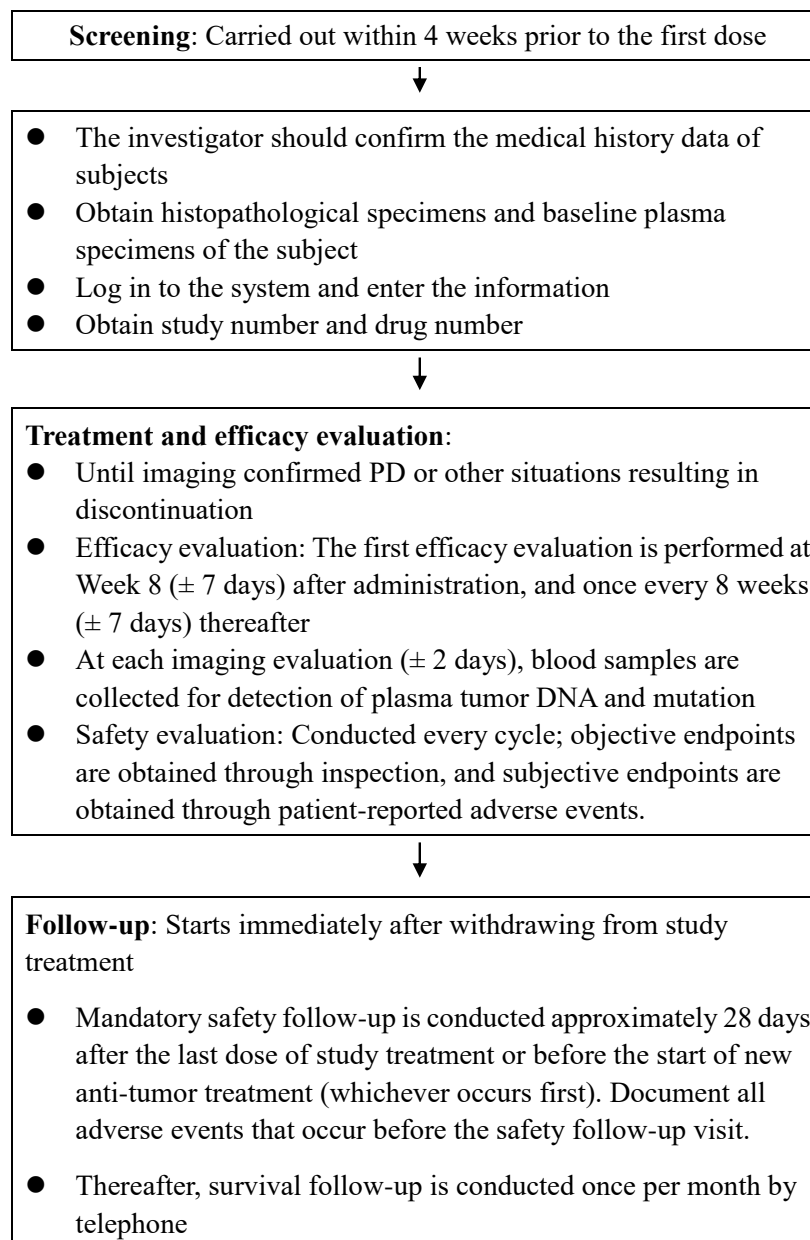 Screening: Carried out within 4 weeks prior to the first dose
● The investigator should confirm the medical history data of
subjects
● Obtain histopathological specimens and baseline plasma
specimens of the subject
● Log in to the system and enter the information
● Obtain study number and drug number
Treatment and efficacy evaluation:
● Until imaging confirmed PD or other situations resulting in
discontinuation
● Efficacy evaluation: The first efficacy evaluation is performed at
Week 8 (± 7 days) after administration, and once every 8 weeks
(± 7 days) thereafter
● At each imaging evaluation (± 2 days), blood samples are
collected for detection of plasma tumor DNA and mutation
● Safety evaluation: Conducted every cycle; objective endpoints
are obtained through inspection, and subjective endpoints are
obtained through patient-reported adverse events.
Follow-up: Starts immediately after withdrawing from study
treatment
● Mandatory safety follow-up is conducted approximately 28 days
after the last dose of study treatment or before the start of new
anti-tumor treatment (whichever occurs first). Document all
adverse events that occur before the safety follow-up visit.
● Thereafter, survival follow-up is conducted once per month by
telephone